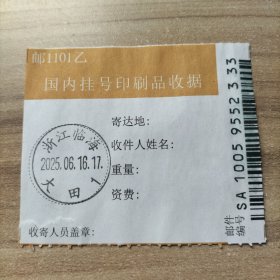 邮1101乙
国内挂号印刷品收据
寄达地：
收件人姓名：
重量：
资费：
收寄人员盖章：
浙江临海
2025.06.16.17.
大田 1
邮件
编号
SA 1005 9552 3 33